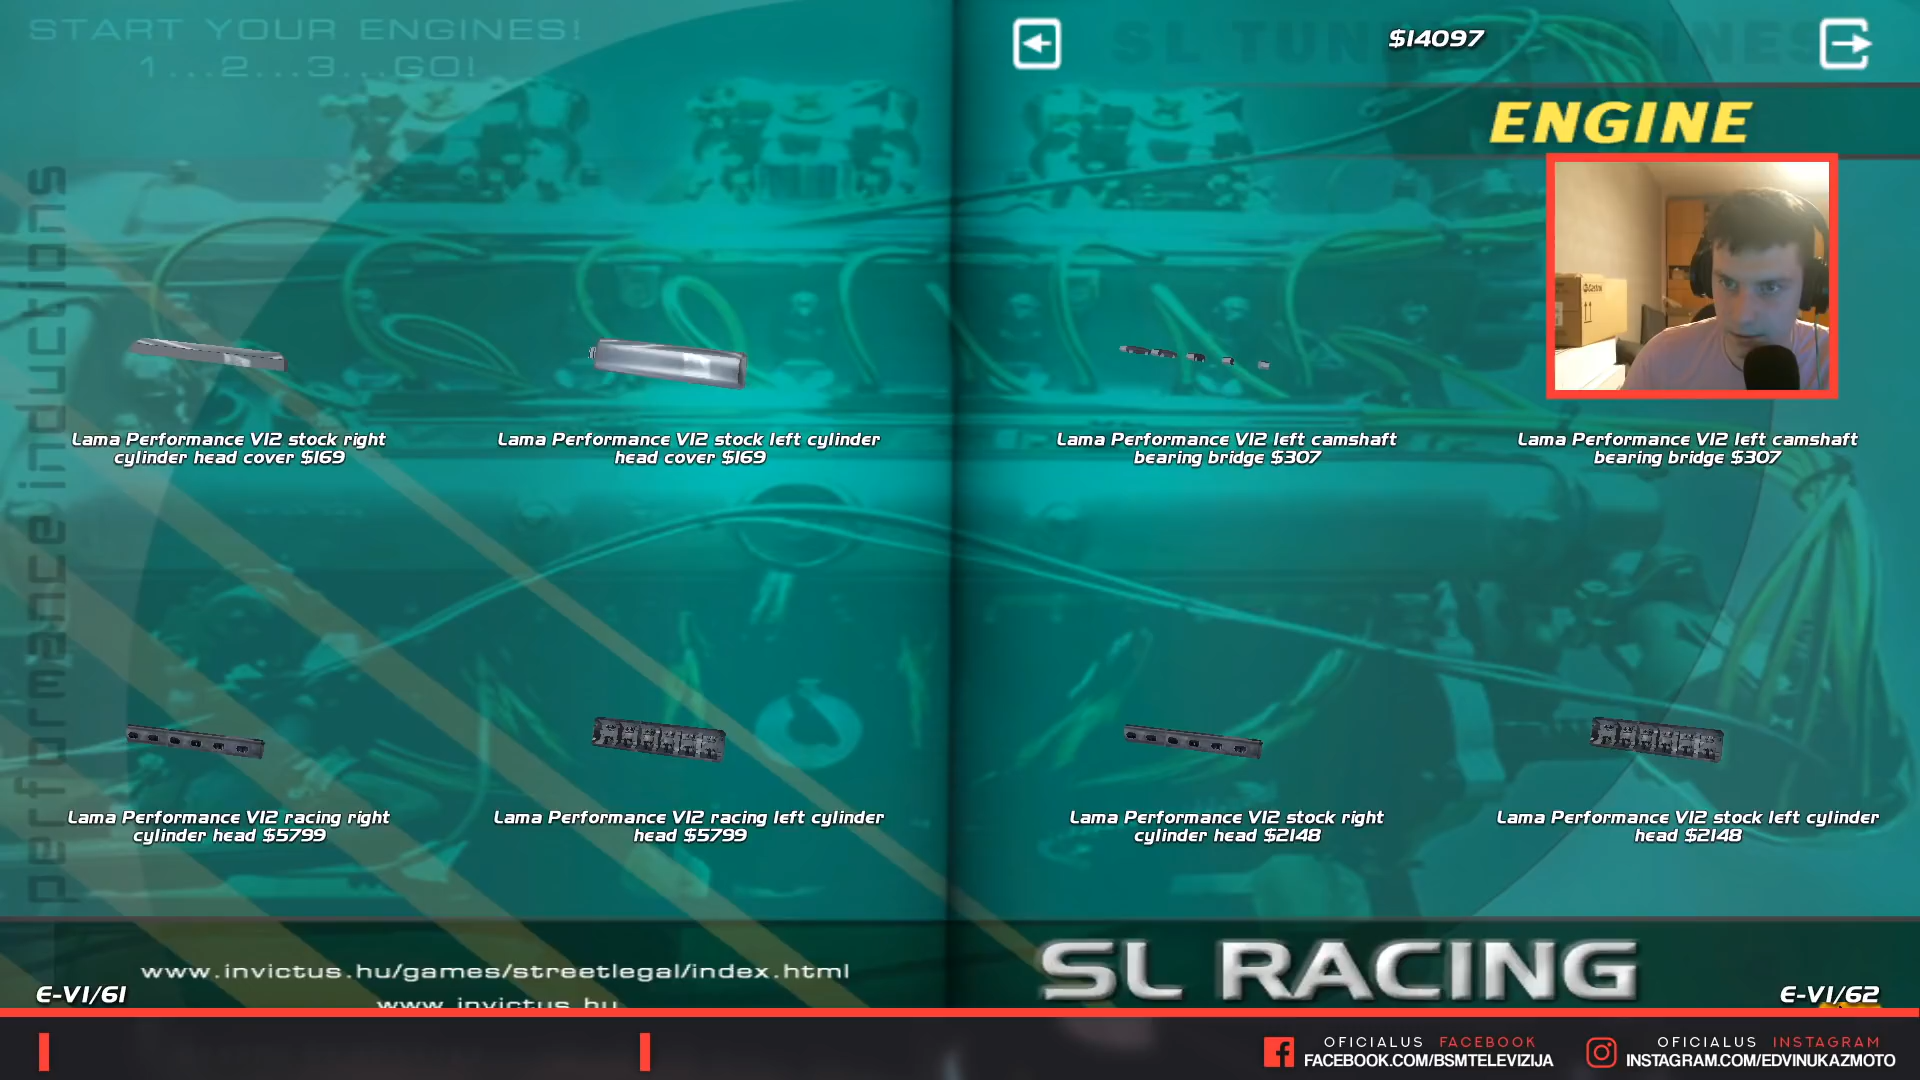 START YOUR ENGINES!
1...2...3...GO!
SL TUNED ENGINES
$14097
ENGINE
performance inductions
Lama Performance V12 stock right
cylinder head cover $169
Lama Performance V12 stock left cylinder
head cover $169
Lama Performance V12 left camshaft
bearing bridge $307
Lama Performance V12 left camshaft
bearing bridge $307
Lama Performance V12 racing right
cylinder head $5799
Lama Performance V12 racing left cylinder
head $5799
Lama Performance V12 stock right
cylinder head $2148
Lama Performance V12 stock left cylinder
head $2148
www.invictus.hu/games/streetlegal/index.html
www.invictus.hu
SL RACING
E-V1/61
E-V1/62
OFICIALUS FACEBOOK
FACEBOOK.COM/BSMTELEVIZIJA
OFICIALUS INSTAGRAM
INSTAGRAM.COM/EDVINUKAZMOTO